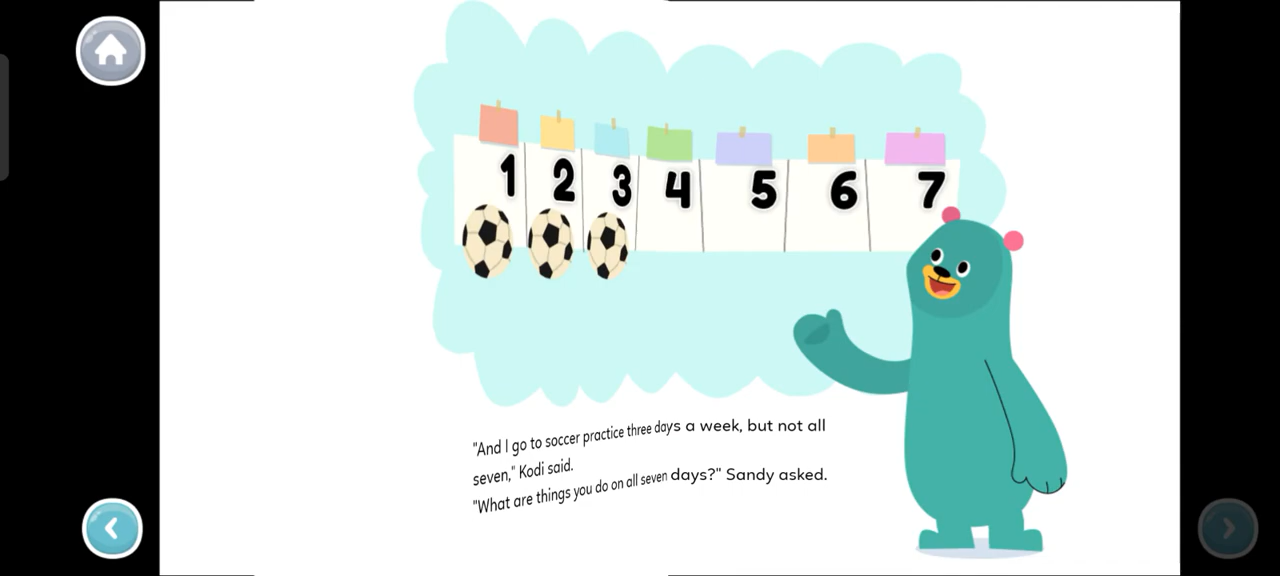 1 2 3 4 5 6 7
"And I go to soccer practice three days a week, but not all
seven," Kodi said.
"What are things you do on all seven days?" Sandy asked.